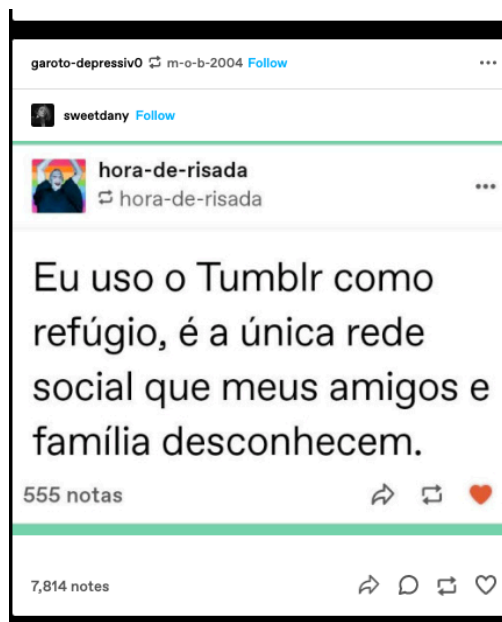 garoto-depressiv0 m-o-b-2004 Follow
sweetdany Follow
hora-de-risada
hora-de-risada
Eu uso o Tumblr como
refúgio, é a única rede
social que meus amigos e
família desconhecem.
555 notas
7,814 notes